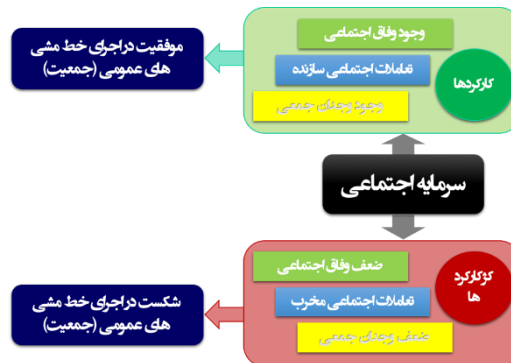 وجود وفاق اجتماعی
تعاملات اجتماعی سازنده
وجود وجدان جمعی
کارکردها
موفقیت در اجرای خط مشی
های عمومی (جمعیت)
سرمایه اجتماعی
ضعف وفاق اجتماعی
تعاملات اجتماعی مخرب
ضعف وجدان جمعی
کژکارکرد
ها
شکست در اجرای خط مشی
های عمومی (جمعیت)